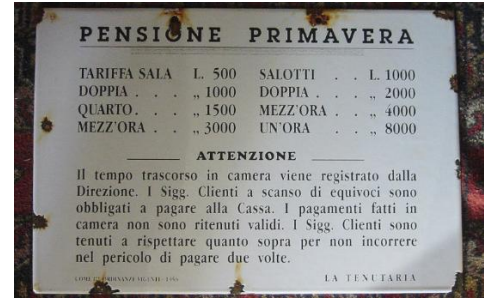 PENSIONE PRIMAVERA
TARIFFA SALA L. 500 SALOTTI . . L. 1000
DOPPIA . . . „ 1000 DOPPIA . . . „ 2000
QUARTO . . . „ 1500 MEZZ'ORA . . „ 4000
MEZZ'ORA . . „ 3000 UN'ORA . . „ 8000
ATTENZIONE
Il tempo trascorso in camera viene registrato dalla
Direzione. I Sigg. Clienti a scanso di equivoci sono
obbligati a pagare alla Cassa. I pagamenti fatti in
camera non sono ritenuti validi. I Sigg. Clienti sono
tenuti a rispettare quanto sopra per non incorrere
nel pericolo di pagare due volte.
LA TENUTARIA